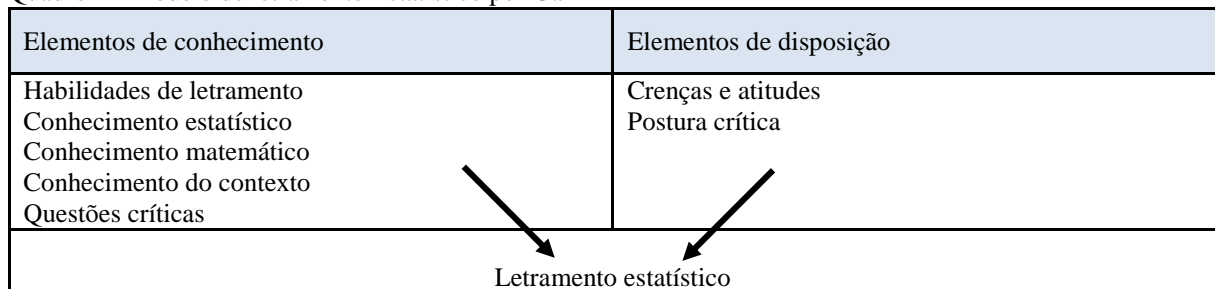 Elementos de conhecimento
Elementos de disposição
Habilidades de letramento
Conhecimento estatístico
Conhecimento matemático
Conhecimento do contexto
Questões críticas
Crenças e atitudes
Postura crítica
Letramento estatístico